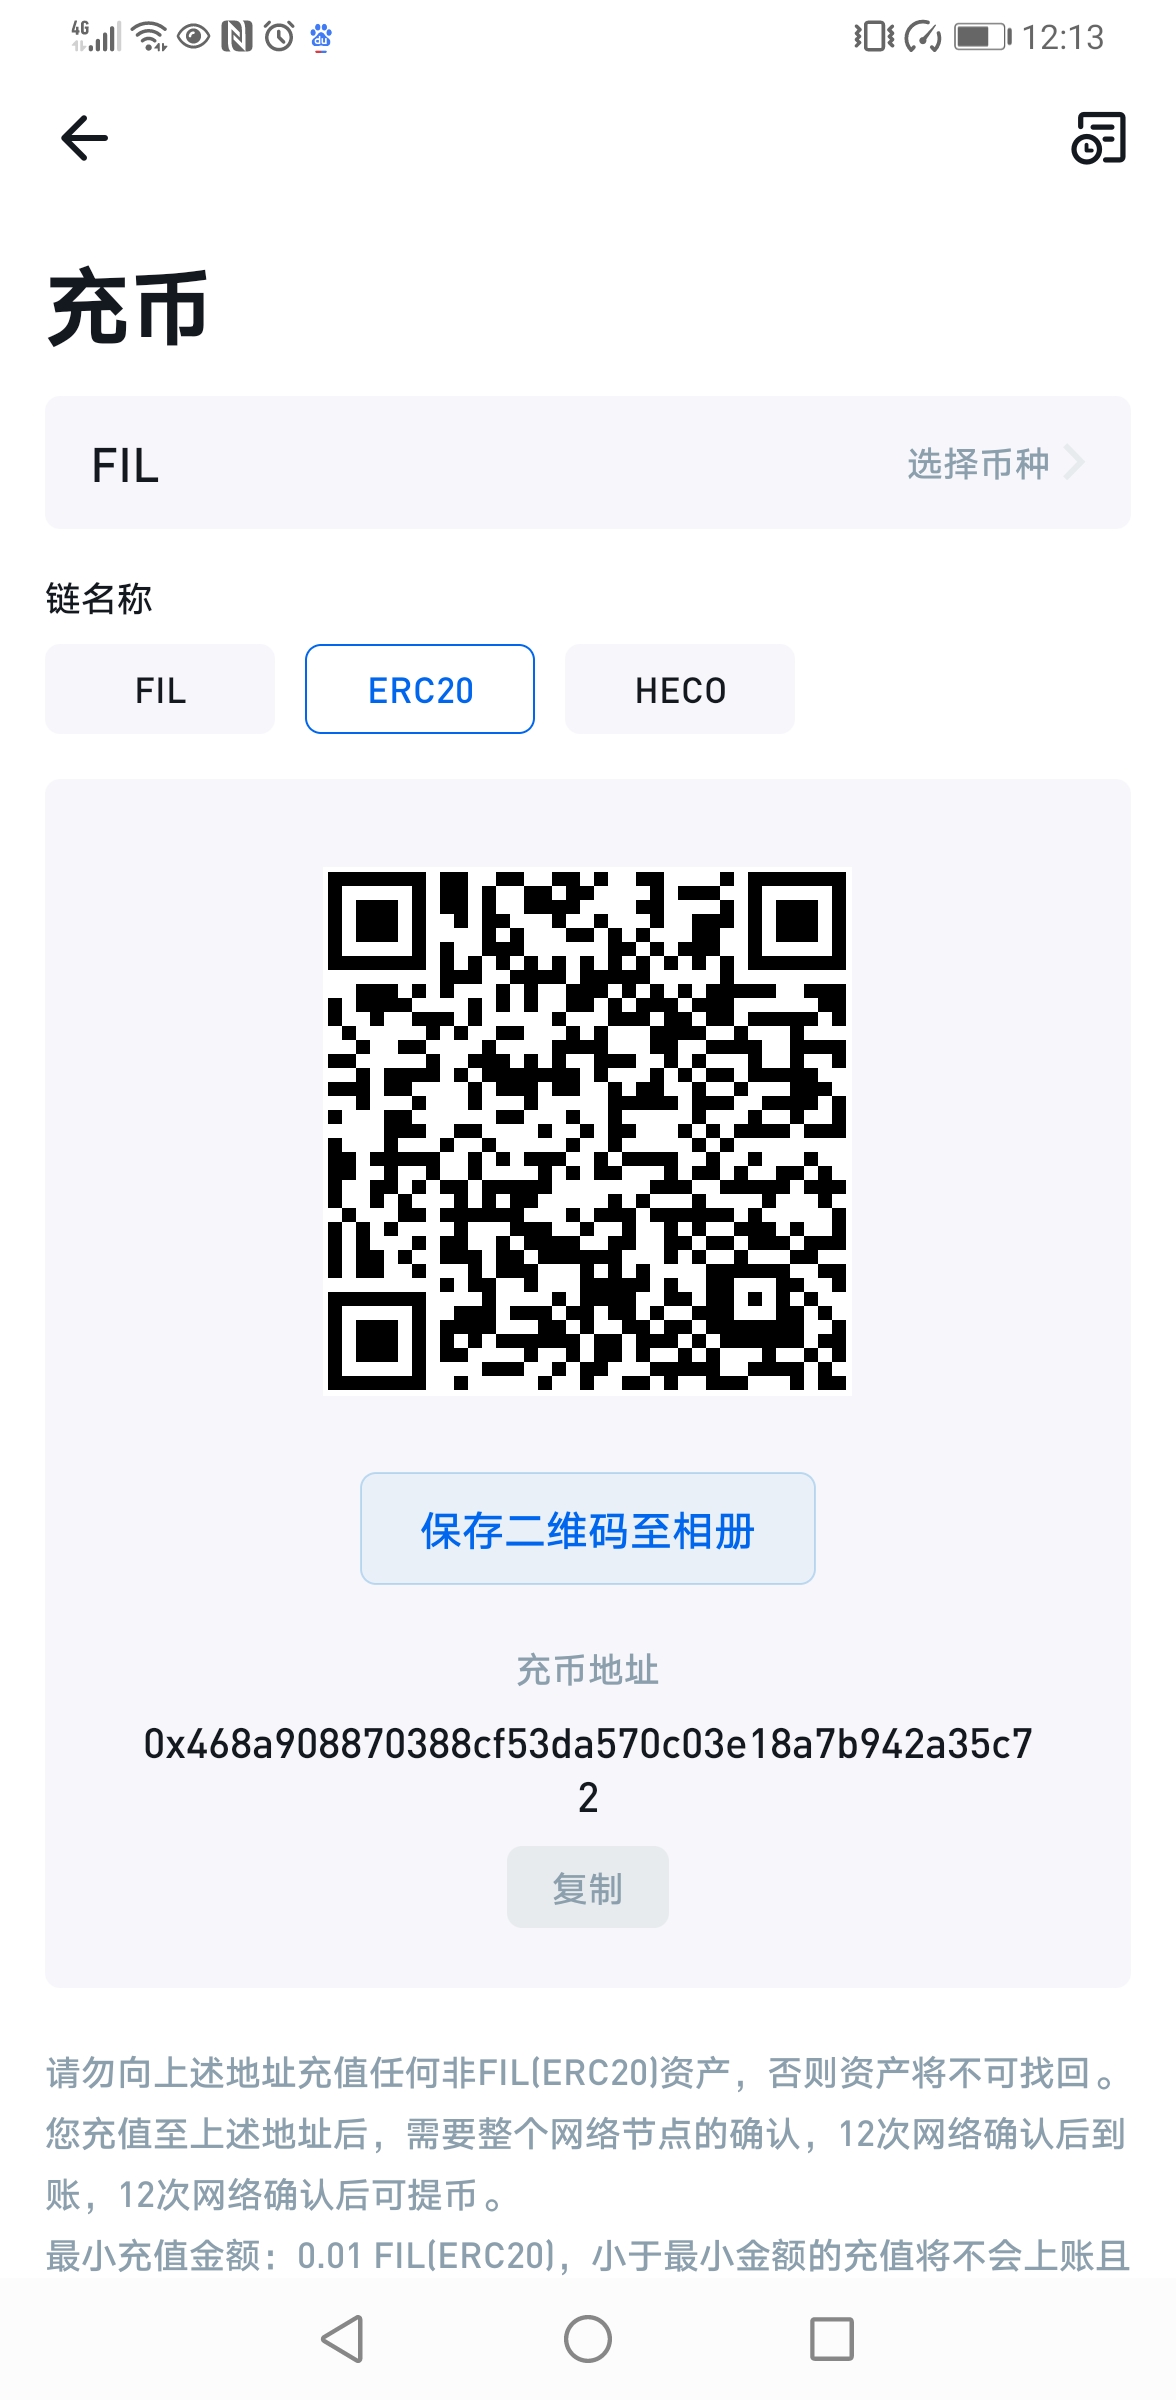 4G
12:13
充币
FIL
选择币种
链名称
FIL
ERC20
HECO
保存二维码至相册
充币地址
0x468a908870388cf53da570c03e18a7b942a35c7
2
复制
请勿向上述地址充值任何非FIL(ERC20)资产，否则资产将不可找回。
您充值至上述地址后，需要整个网络节点的确认，12次网络确认后到
账，12次网络确认后可提币。
最小充值金额：0.01 FIL(ERC20)，小于最小金额的充值将不会上账且